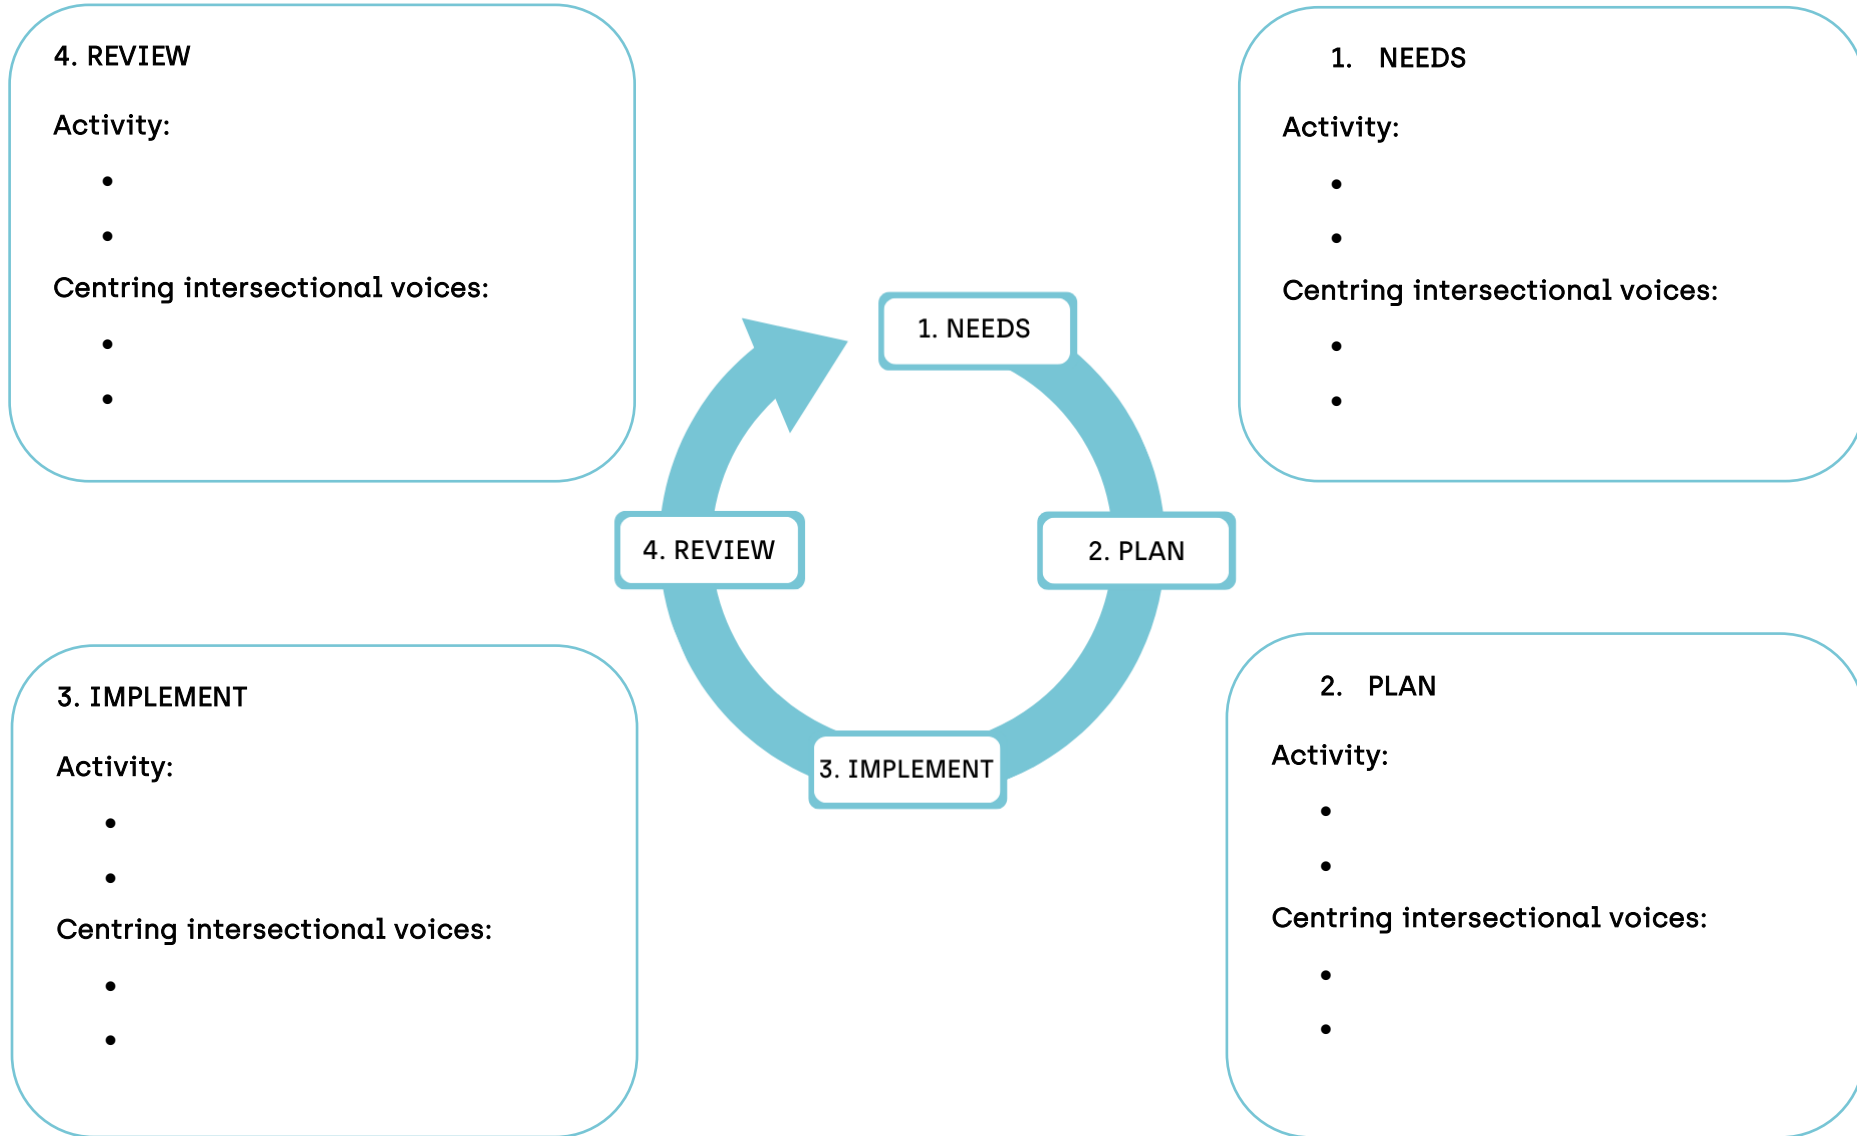 4. REVIEW
Activity:
•
•
Centring intersectional voices:
•
•
1. NEEDS
Activity:
•
•
Centring intersectional voices:
•
•
1. NEEDS
4. REVIEW
2. PLAN
3. IMPLEMENT
3. IMPLEMENT
Activity:
•
•
Centring intersectional voices:
•
•
2. PLAN
Activity:
•
•
Centring intersectional voices:
•
•